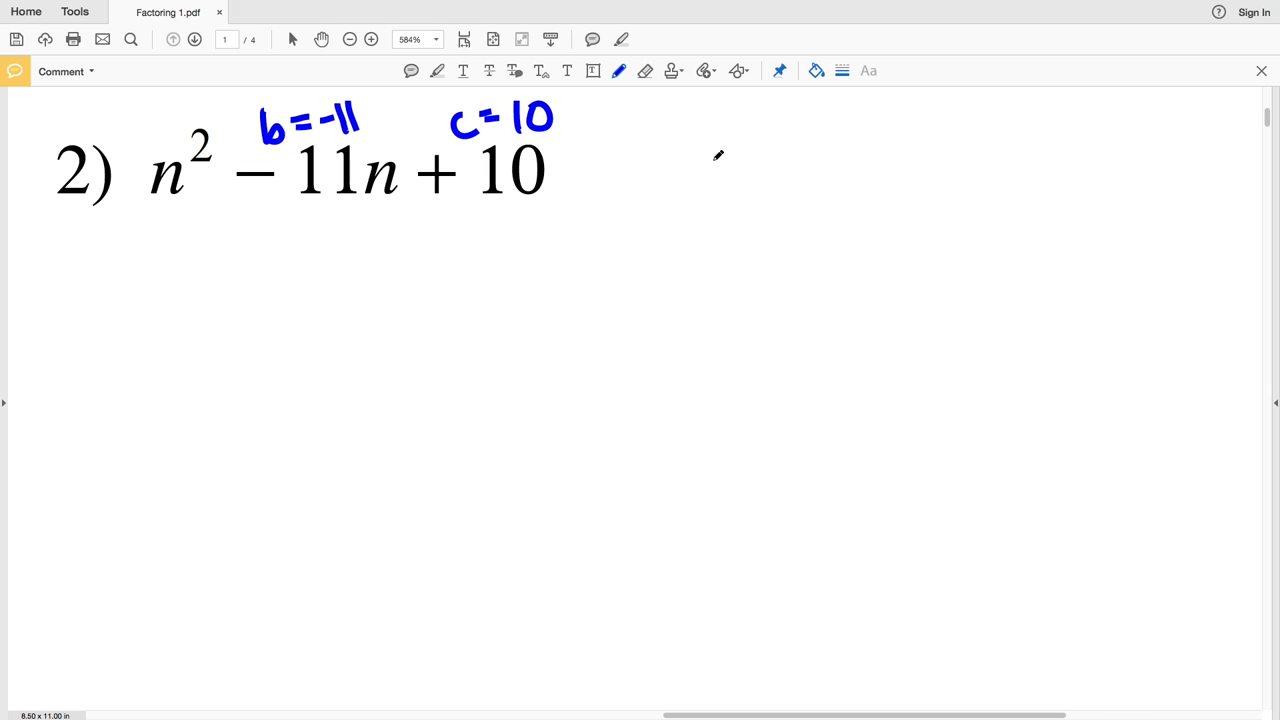 Home Tools Factoring 1.pdf × ? Sign In
1 / 4 584%
Comment T T T T T T Aa
b = -11 c = 10
2) n² − 11n + 10
8.50 x 11.00 in